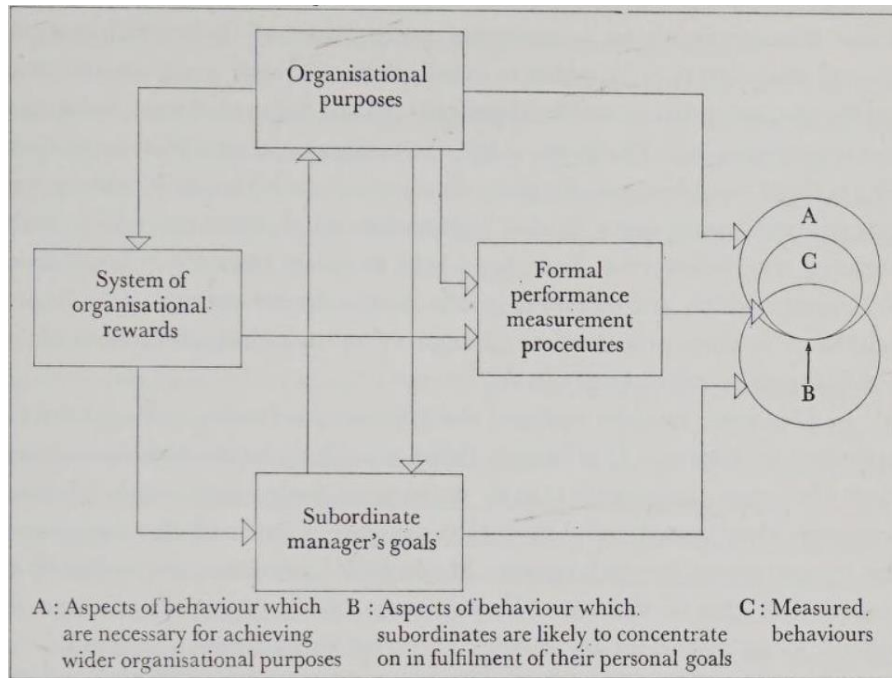 Organisational
purposes
A
C
System of
organisational
rewards
Formal
performance
measurement
procedures
B
Subordinate
manager's goals
A : Aspects of behaviour which
are necessary for achieving
wider organisational purposes
B : Aspects of behaviour which
subordinates are likely to concentrate
on in fulfilment of their personal goals
C : Measured
behaviours